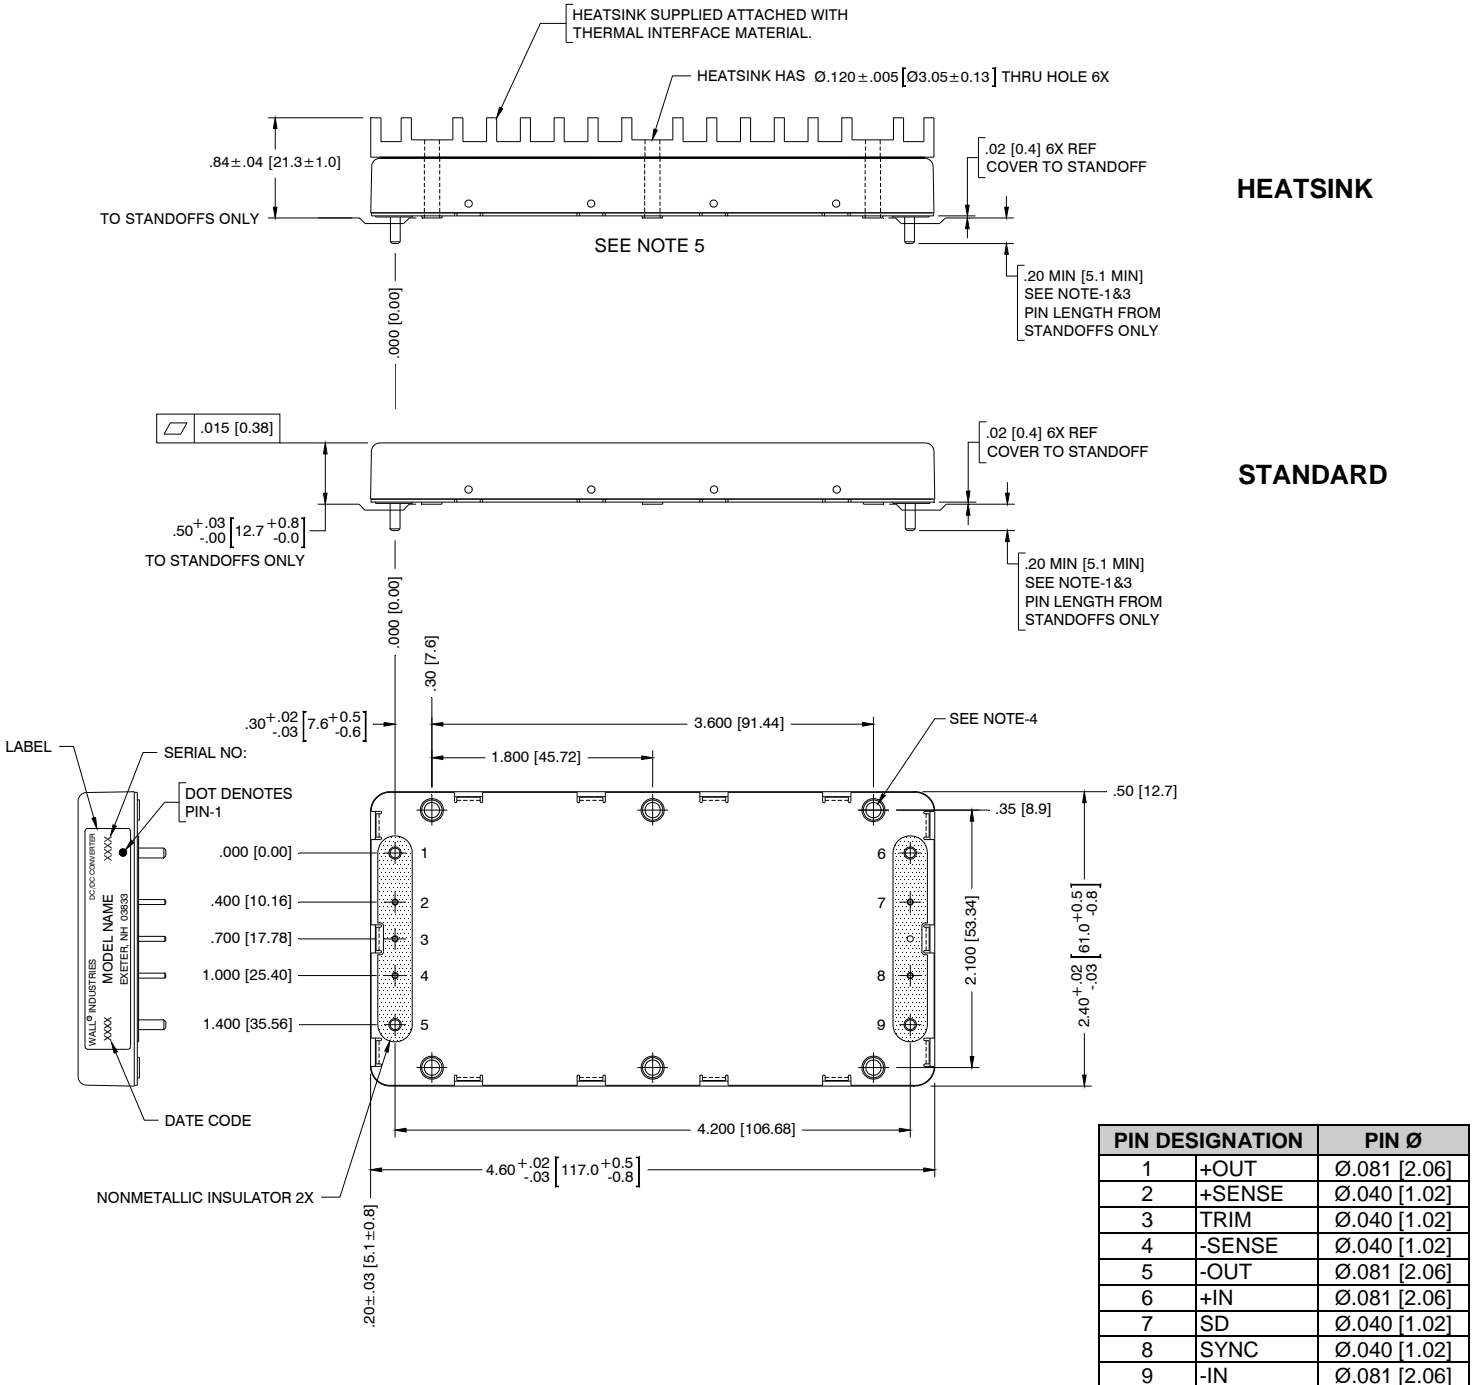 HEATSINK SUPPLIED ATTACHED WITH
THERMAL INTERFACE MATERIAL.
HEATSINK HAS Ø.120±.005[Ø3.05±0.13] THRU HOLE 6X
.84±.04 [21.3±1.0]
TO STANDOFFS ONLY
.02 [0.4] 6X REF
COVER TO STANDOFF
HEATSINK
SEE NOTE 5
.20 MIN [5.1 MIN]
SEE NOTE-1&3
PIN LENGTH FROM
STANDOFFS ONLY
.000 [0.00]
.015 [0.38]
.02 [0.4] 6X REF
COVER TO STANDOFF
STANDARD
.50+.03 -.00 [12.7+0.8 -0.0]
TO STANDOFFS ONLY
.20 MIN [5.1 MIN]
SEE NOTE-1&3
PIN LENGTH FROM
STANDOFFS ONLY
.000 [0.00]
.30 [7.6]
.30+.02 -.03 [7.6+0.5 -0.6]
3.600 [91.44]
SEE NOTE-4
1.800 [45.72]
LABEL
SERIAL NO:
DOT DENOTES
PIN-1
.50 [12.7]
.35 [8.9]
DC/DC CONVERTER
XXXX
MODEL NAME
EXETER, NH 03833
WALL® INDUSTRIES
XXXX
.000 [0.00]
.400 [10.16]
.700 [17.78]
1.000 [25.40]
1.400 [35.56]
1
2
3
4
5
6
7
8
9
2.100 [53.34]
2.40+.02 -.03 [61.0+0.5 -0.8]
DATE CODE
4.200 [106.68]
4.60+.02 -.03 [117.0+0.5 -0.8]
NONMETALLIC INSULATOR 2X
.20±.03 [5.1±0.8]
PIN DESIGNATION PIN Ø
1 +OUT Ø.081 [2.06]
2 +SENSE Ø.040 [1.02]
3 TRIM Ø.040 [1.02]
4 -SENSE Ø.040 [1.02]
5 -OUT Ø.081 [2.06]
6 +IN Ø.081 [2.06]
7 SD Ø.040 [1.02]
8 SYNC Ø.040 [1.02]
9 -IN Ø.081 [2.06]